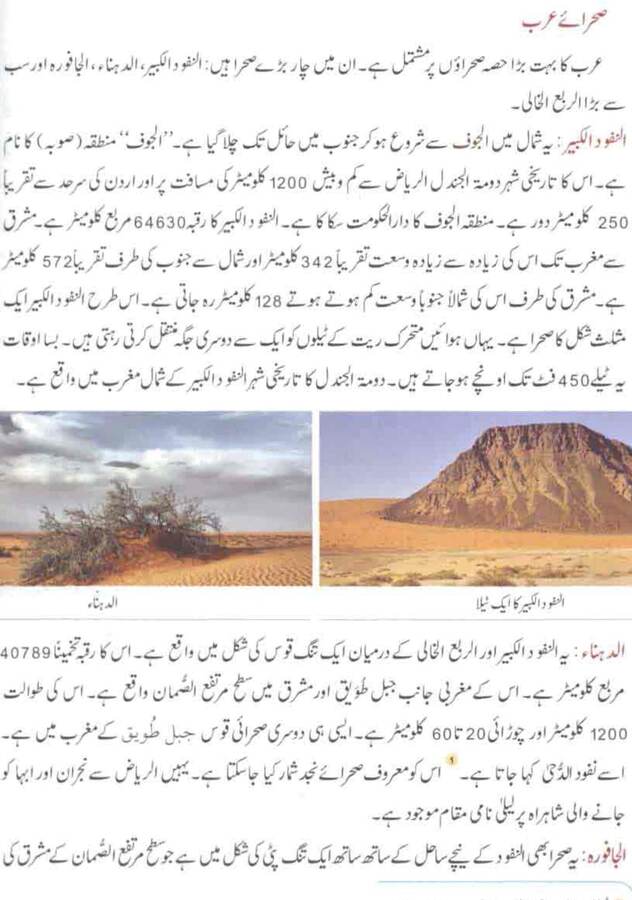 صحرائے عرب
عرب کا بہت بڑا حصہ صحراؤں پر مشتمل ہے۔ ان میں چار بڑے صحرا ہیں: النفود الکبیر، الدہناء، الجافورہ اور سب
سے بڑا الربع الخالی۔
النفود الکبیر: یہ شمال میں الجوف سے شروع ہو کر جنوب میں حائل تک چلا گیا ہے۔ ”الجوف“ منطقہ (صوبہ) کا نام
ہے۔ اس کا تاریخی شہر دومۃ الجندل الریاض سے کم و بیش 1200 کلومیٹر کی مسافت پر اور اردن کی سرحد سے تقریباً
250 کلومیٹر دور ہے۔ منطقہ الجوف کا دارالحکومت سکاکا ہے۔ النفود الکبیر کا رقبہ 64630 مربع کلومیٹر ہے۔ مشرق
سے مغرب تک اس کی زیادہ سے زیادہ وسعت تقریباً 342 کلومیٹر اور شمال سے جنوب کی طرف تقریباً 572 کلومیٹر
ہے۔ مشرق کی طرف اس کی شمالاً جنوباً وسعت کم ہوتے ہوتے 128 کلومیٹر رہ جاتی ہے۔ اس طرح النفود الکبیر ایک
مثلث شکل کا صحرا ہے۔ یہاں ہوائیں متحرک ریت کے ٹیلوں کو ایک سے دوسری جگہ منتقل کرتی رہتی ہیں۔ بسا اوقات
یہ ٹیلے 450 فٹ تک اونچے ہو جاتے ہیں۔ دومۃ الجندل کا تاریخی شہر النفود الکبیر کے شمال مغرب میں واقع ہے۔
النفود الکبیر کا ایک ٹیلا
الدہناء
الدہناء: یہ النفود الکبیر اور الربع الخالی کے درمیان ایک تنگ قوس کی شکل میں واقع ہے۔ اس کا رقبہ تخمیناً 40789
مربع کلومیٹر ہے۔ اس کے مغربی جانب جبل طُوَیق اور مشرق میں سطح مرتفع الصُّمان واقع ہے۔ اس کی طوالت
1200 کلومیٹر اور چوڑائی 20 تا 60 کلومیٹر ہے۔ ایسی ہی دوسری صحرائی قوس جبل طُویق کے مغرب میں ہے۔
اسے نفود الدُّحیٰ کہا جاتا ہے۔ 1 اس کو معروف صحرائے نجد شمار کیا جا سکتا ہے۔ یہیں الریاض سے نجران اور ابہا کو
جانے والی شاہراہ پر لیلیٰ نامی مقام موجود ہے۔
الجافورہ: یہ صحرا بھی النفود کے نیچے ساحل کے ساتھ ساتھ ایک تنگ پٹی کی شکل میں ہے جو سطح مرتفع الصُّمان کے مشرق کی